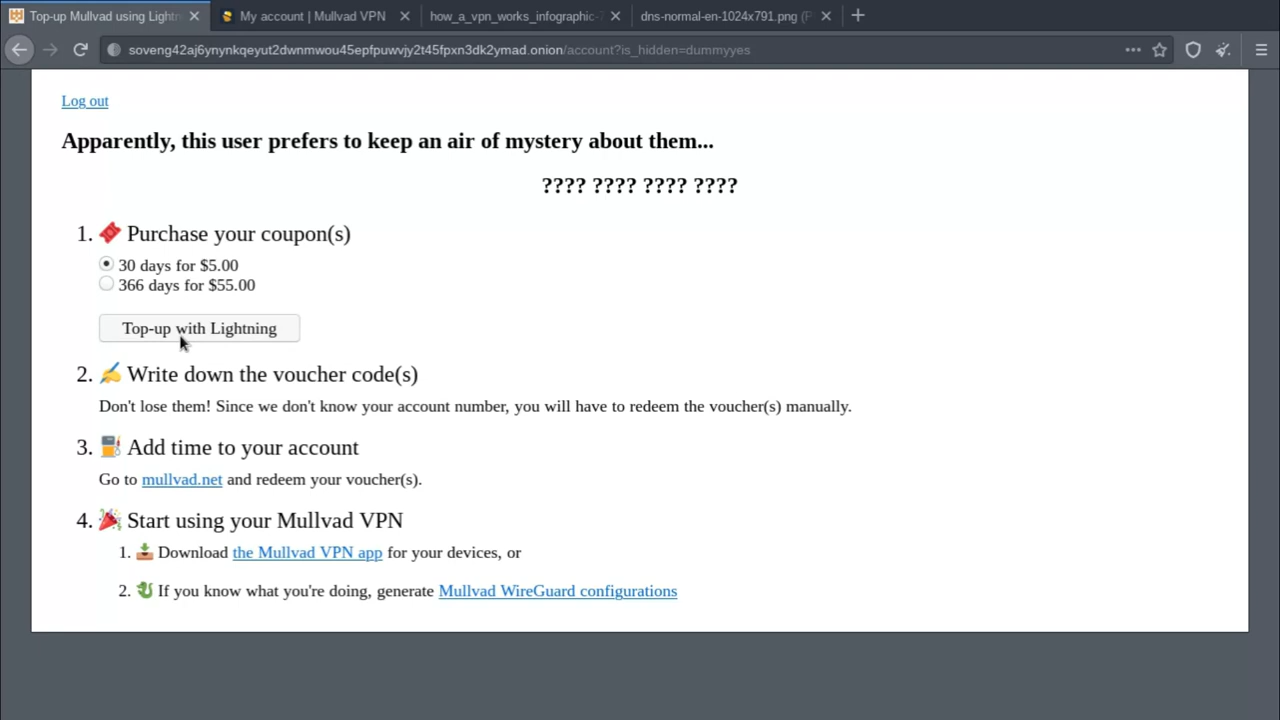 Top-up Mullvad using Lightn
My account | Mullvad VPN
how_a_vpn_works_infographic-
dns-normal-en-1024x791.png (P
soveng42aj6ynynkqeyut2dwnmwou45epfpuwvjy2t45fpxn3dk2ymad.onion/account?is_hidden=dummyyes
Log out
Apparently, this user prefers to keep an air of mystery about them...
???? ???? ???? ????
1. Purchase your coupon(s)
30 days for $5.00
366 days for $55.00
Top-up with Lightning
2. Write down the voucher code(s)
Don't lose them! Since we don't know your account number, you will have to redeem the voucher(s) manually.
3. Add time to your account
Go to mullvad.net and redeem your voucher(s).
4. Start using your Mullvad VPN
1. Download the Mullvad VPN app for your devices, or
2. If you know what you're doing, generate Mullvad WireGuard configurations